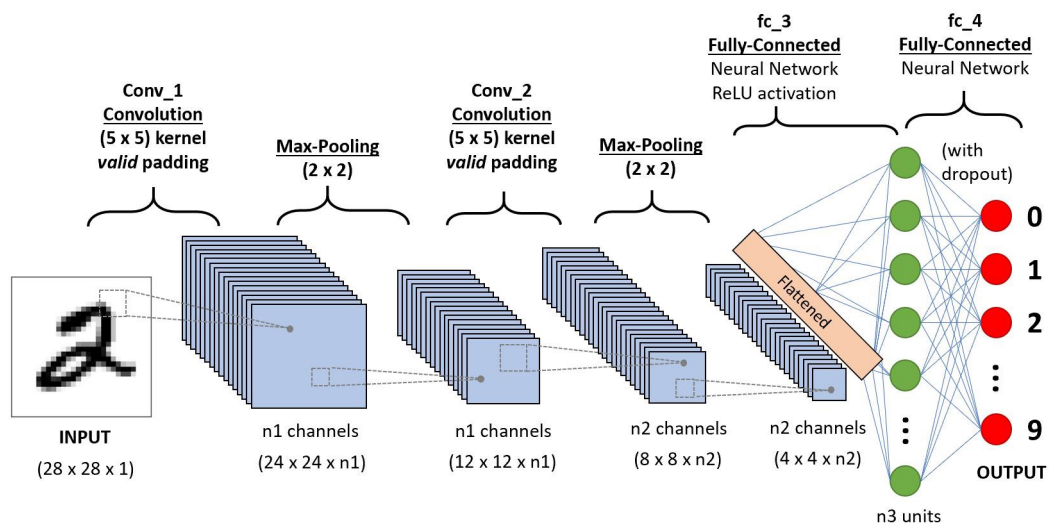 fc_3
Fully-Connected
Neural Network
ReLU activation
fc_4
Fully-Connected
Neural Network
Conv_1
Convolution
(5 x 5) kernel
valid padding
Max-Pooling
(2 x 2)
Conv_2
Convolution
(5 x 5) kernel
valid padding
Max-Pooling
(2 x 2)
(with
dropout)
Flattened
0
1
2
9
INPUT
(28 x 28 x 1)
n1 channels
(24 x 24 x n1)
n1 channels
(12 x 12 x n1)
n2 channels
(8 x 8 x n2)
n2 channels
(4 x 4 x n2)
n3 units
OUTPUT
2